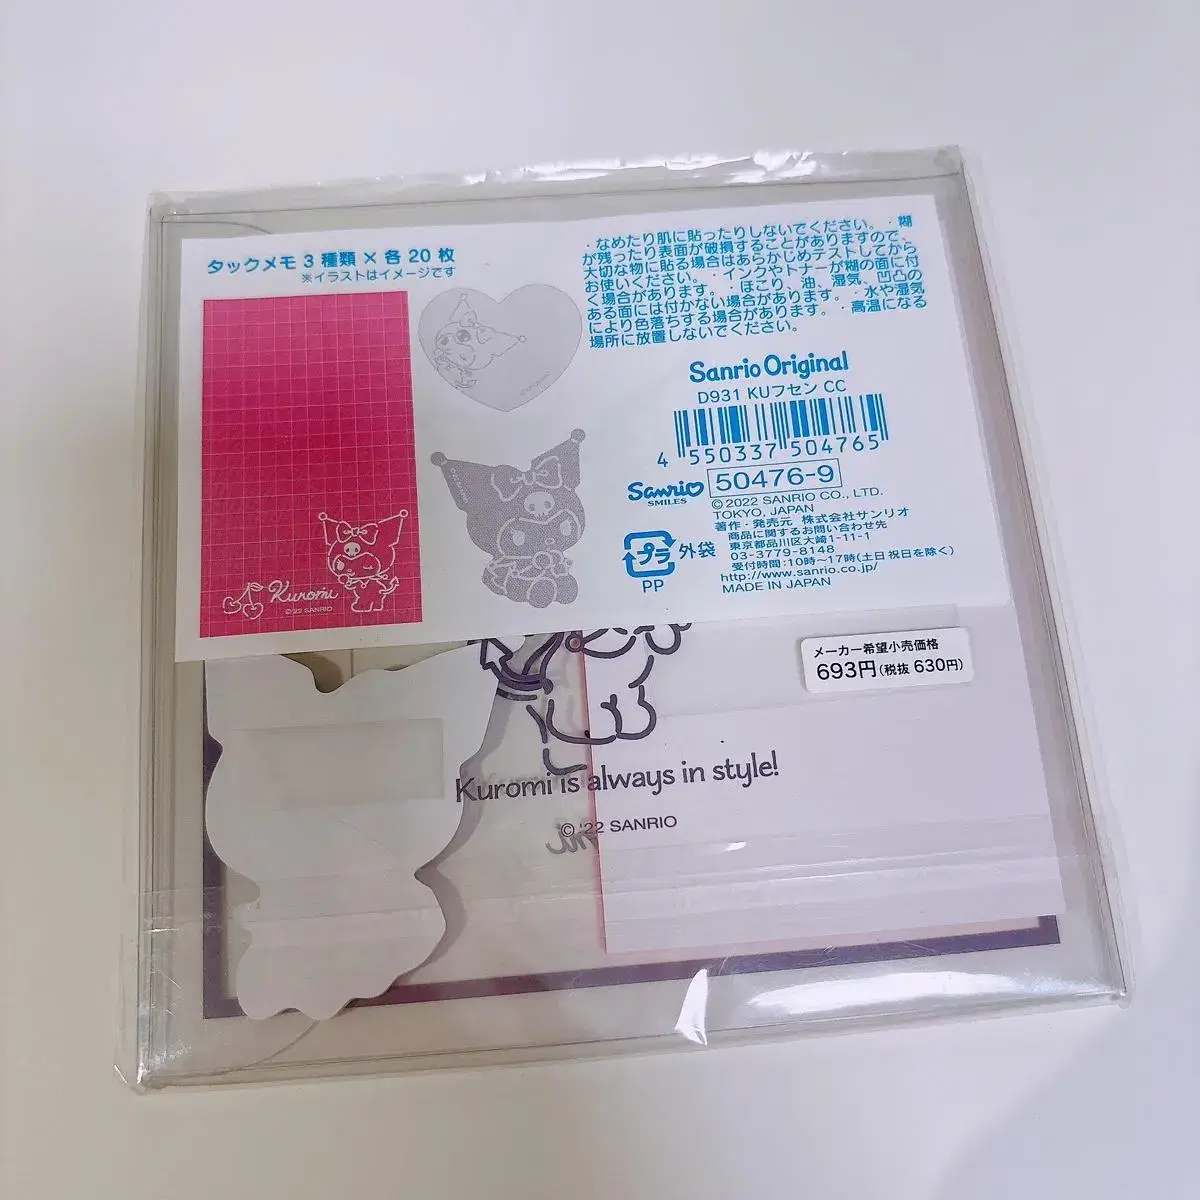 タックメモ 3 種類 × 各 20 枚
※イラストはイメージです
・なめたり肌に貼ったりしないでください。・糊
が残ったり表面が破損することがありますので、
大切な物に貼る場合はあらかじめテストしてから
お使いください。・インクやトナーが糊の面に付
く場合があります。・ほこり、油、湿気、凹凸の
ある面には付かない場合があります。・水や湿気
により色落ちする場合があります。・高温になる
場所に放置しないでください。
Sanrio Original
D931 KUフセン CC
4 550337 504765
Sanrio
SMILES
50476-9
© 2022 SANRIO CO., LTD.
TOKYO, JAPAN
著作・発売元 株式会社サンリオ
商品に関するお問い合わせ先
東京都品川区大崎1-11-1
03-3779-8148
受付時間:10時〜17時(土日 祝日を除く)
http://www.sanrio.co.jp/
MADE IN JAPAN
プラ
外袋
PP
Kuromi
©'22 SANRIO
メーカー希望小売価格
693円(税抜 630円)
Kuromi is always in style!
© '22 SANRIO